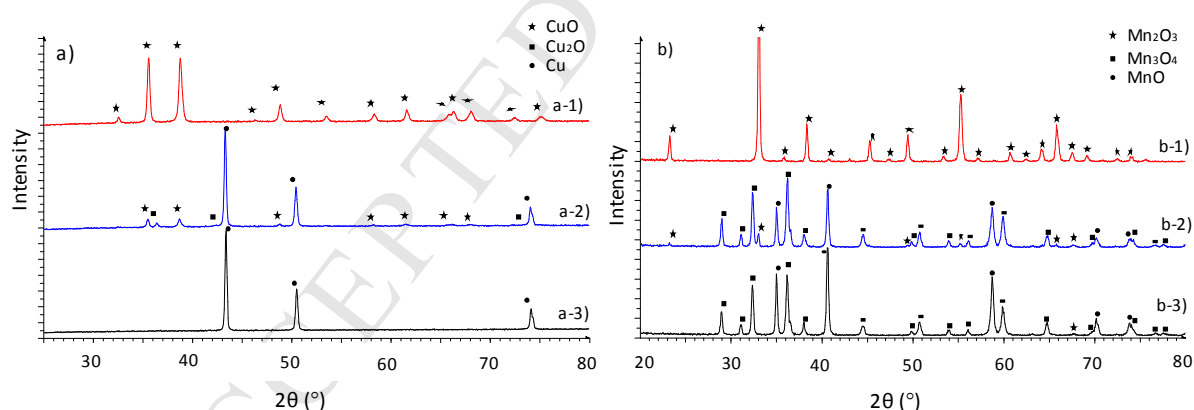 a)
★ CuO
■ Cu₂O
● Cu
a-1)
a-2)
a-3)
Intensity
30 40 50 60 70 80
2θ (°)
b)
★ Mn₂O₃
■ Mn₃O₄
● MnO
b-1)
b-2)
b-3)
Intensity
20 30 40 50 60 70 80
2θ (°)
CEPTED